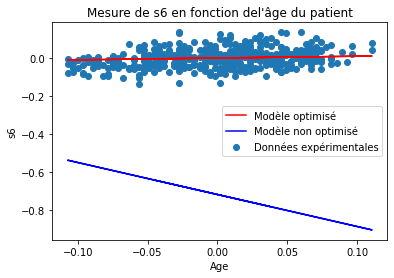 Mesure de s6 en fonction del'âge du patient
0.0
−0.2
−0.4
−0.6
−0.8
s6
Modèle optimisé
Modèle non optimisé
Données expérimentales
−0.10
−0.05
0.00
0.05
0.10
Age